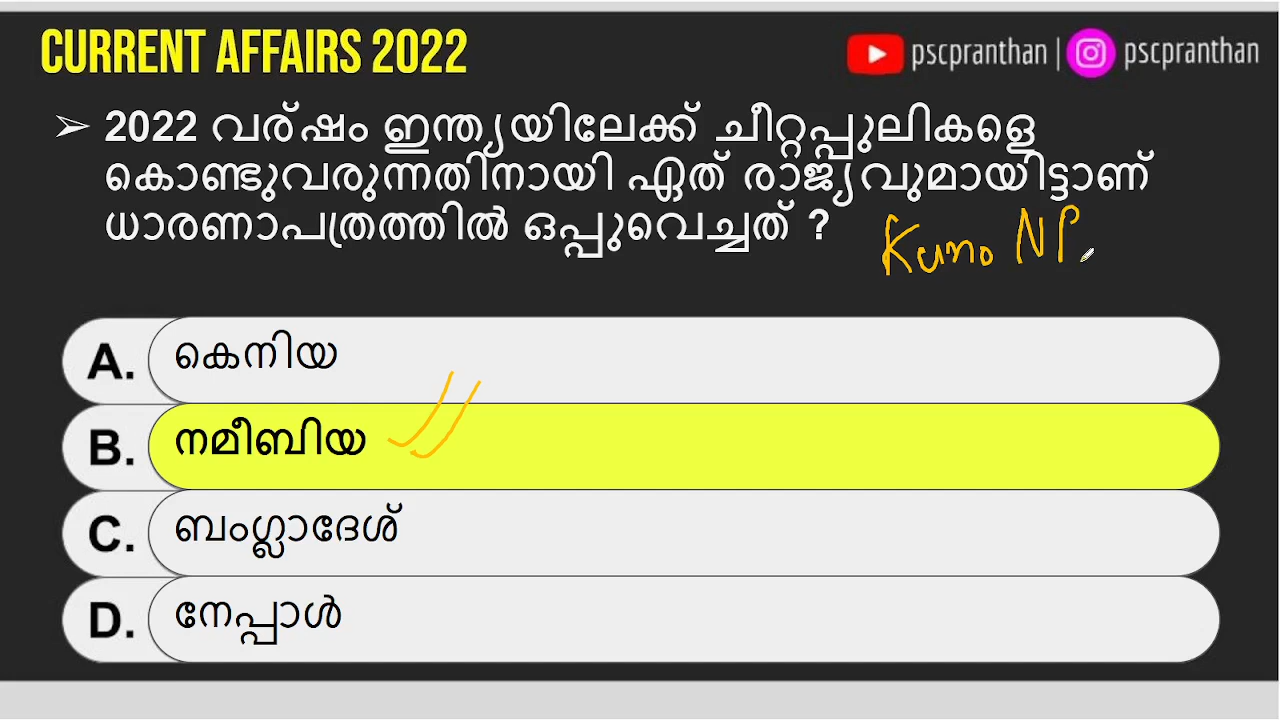 CURRENT AFFAIRS 2022
pscpranthan | pscpranthan
➢ 2022 വര്ഷം ഇന്ത്യയിലേക്ക് ചീറ്റപ്പുലികളെ
കൊണ്ടുവരുന്നതിനായി ഏത് രാജ്യവുമായിട്ടാണ്
ധാരണാപത്രത്തിൽ ഒപ്പുവെച്ചത് ?
Kuno NP
A. കെനിയ
B. നമീബിയ
C. ബംഗ്ലാദേശ്
D. നേപ്പാൾ